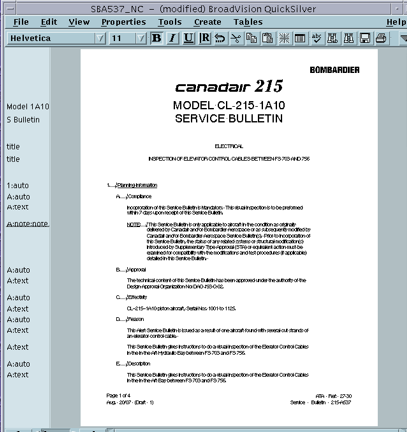 SBA537_NC - (modified) BroadVision QuickSilver
File Edit View Properties Tools Create Tables Help
Helvetica 11 B I U R
BOMBARDIER
canadair 215
Model 1A10
MODEL CL-215-1A10
S Bulletin
SERVICE BULLETIN
title
ELECTRICAL
title
INSPECTION OF ELEVATOR CONTROL CABLES BETWEEN FS 703 AND 756
1:auto
1. Planning Information
A:auto
A. Compliance
A:text
Incorporation of this Service Bulletin is Mandatory. This visual inspection is to be performed
within 7 days upon receipt of this Service Bulletin.
A:note:note
NOTE This Service Bulletin is only applicable to aircraft in the condition as originally
delivered by Canadair and/or Bombardier Aerospace or as subsequently modified by
Canadair and/or Bombardier Aerospace Service Bulletin(s). Prior to incorporation of
this Service Bulletin, the status of any related criteria or structural modification(s)
introduced by Supplementary Type Approval (STA) or equivalent action must be
examined for compatibility with the modifications and test procedures (if applicable)
detailed in this Service Bulletin.
A:auto
B. Approval
A:text
The technical content of this Service Bulletin has been approved under the authority of the
Design Approval Organization No.
A:auto
C. Effectivity
A:text
CL-215-1A10 piston aircraft, Serial Nos. 1001 to 1125.
A:auto
D. Reason
A:text
This Alert Service Bulletin is issued as a result of one aircraft found with several cut strands of
an elevator control cable.
A:text
This Service Bulletin gives instructions to do a visual inspection of the Elevator Control Cables
in the in the Aft Hydraulic Bay between FS 703 and FS 756.
A:auto
E. Description
A:text
This Service Bulletin gives instructions to do a visual inspection of the Elevator Control Cables
in the in the Aft Bay between FS 703 and FS 756.
Page 1 of 4
ATA - Ref.: 27-30
Aug. 20/07 (Draft - 1)
Service - Bulletin - 215-A537